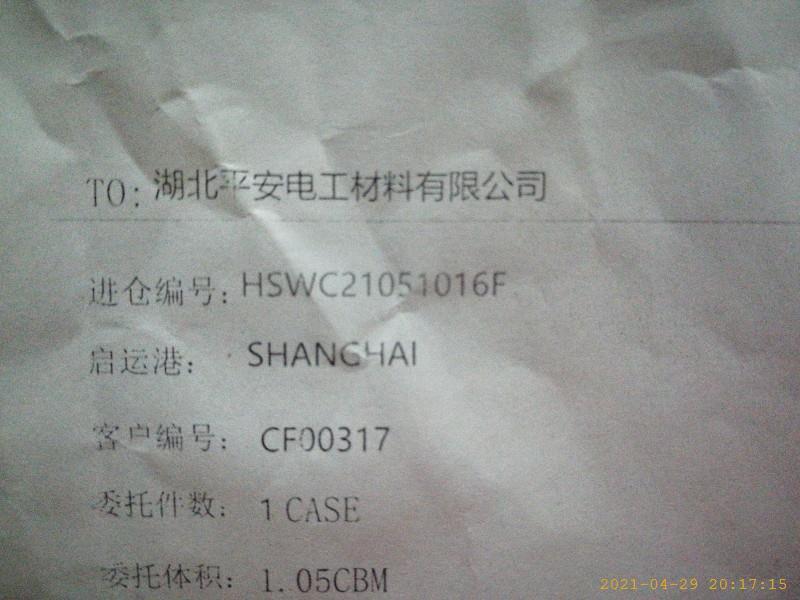 TO: 湖北平安电工材料有限公司
进仓编号: HSWC21051016F
启运港: SHANGHAI
客户编号: CF00317
委托件数: 1 CASE
委托体积: 1.05CBM
2021-04-29 20:17:15